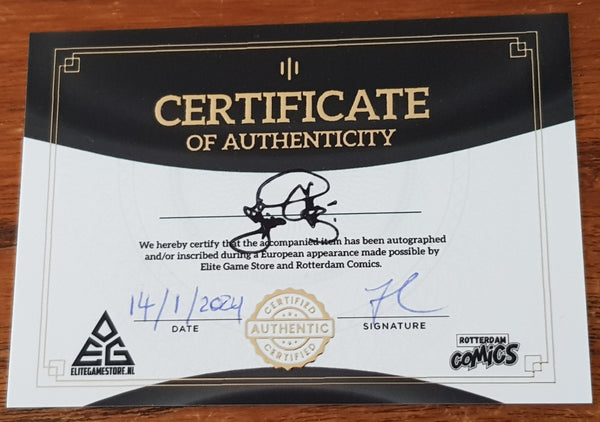 CERTIFICATE
OF AUTHENTICITY
We hereby certify that the accompanied item has been autographed
and/or inscribed during a European appearance made possible by
Elite Game Store and Rotterdam Comics.
14/1/2024
DATE
CERTIFIED
AUTHENTIC
CERTIFIED
SIGNATURE
EG
ELITEGAMESTORE.NL
ROTTERDAM
COMICS